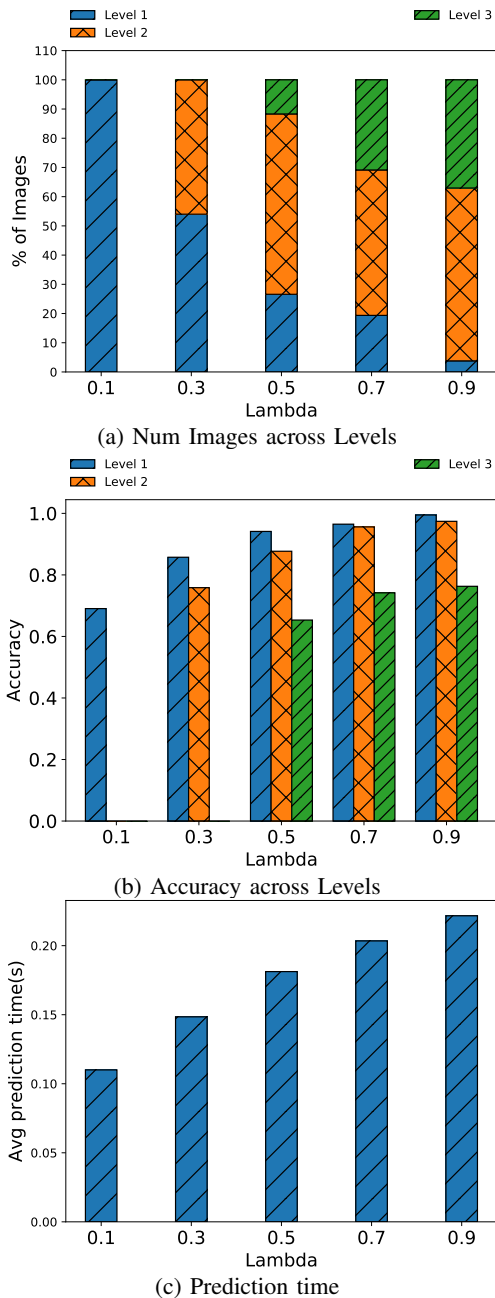 Level 1
Level 2
Level 3
110
100
90
80
70
60
50
40
30
20
10
0
% of Images
0.1 0.3 0.5 0.7 0.9
Lambda
(a) Num Images across Levels
Level 1
Level 2
Level 3
1.0
0.8
0.6
0.4
0.2
0.0
Accuracy
0.1 0.3 0.5 0.7 0.9
Lambda
(b) Accuracy across Levels
0.20
0.15
0.10
0.05
0.00
Avg prediction time(s)
0.1 0.3 0.5 0.7 0.9
Lambda
(c) Prediction time